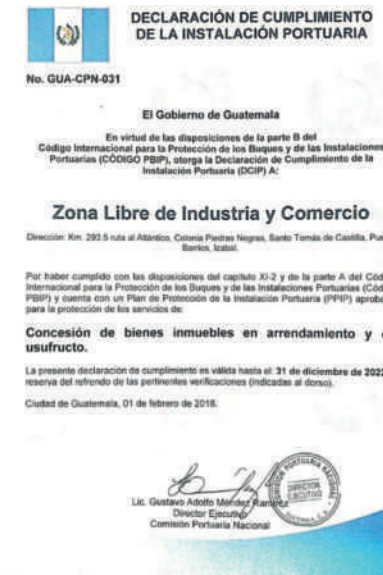 DECLARACIÓN DE CUMPLIMIENTO
DE LA INSTALACIÓN PORTUARIA
No. GUA-CPN-031
El Gobierno de Guatemala
En virtud de las disposiciones de la parte B del
Código Internacional para la Protección de los Buques y de las Instalaciones
Portuarias (CÓDIGO PBIP), otorga la Declaración de Cumplimiento de la
Instalación Portuaria (DCIP) A:
Zona Libre de Industria y Comercio
Dirección: Km. 293.5 ruta al Atlántico, Colonia Piedras Negras, Santo Tomás de Castilla,
Barrios, Izabal.
Por haber cumplido con las disposiciones del capítulo XI-2 y de la parte A del
Internacional para la Protección de los Buques y de las Instalaciones Portuarias
PBIP) y cuenta con un Plan de Protección de la Instalación Portuaria (PPIP)
para la protección de los servicios de:
Concesión de bienes inmuebles en arrendamiento y
usufructo.
La presente declaración de cumplimiento es válida hasta el: 31 de diciembre de 2022
reserva del refrendo de las pertinentes verificaciones (indicadas al dorso).
Ciudad de Guatemala, 01 de febrero de 2018.
Lic. Gustavo Adolfo Méndez Ramírez
Director Ejecutivo
Comisión Portuaria Nacional
DIRECTOR
EJECUTIVO